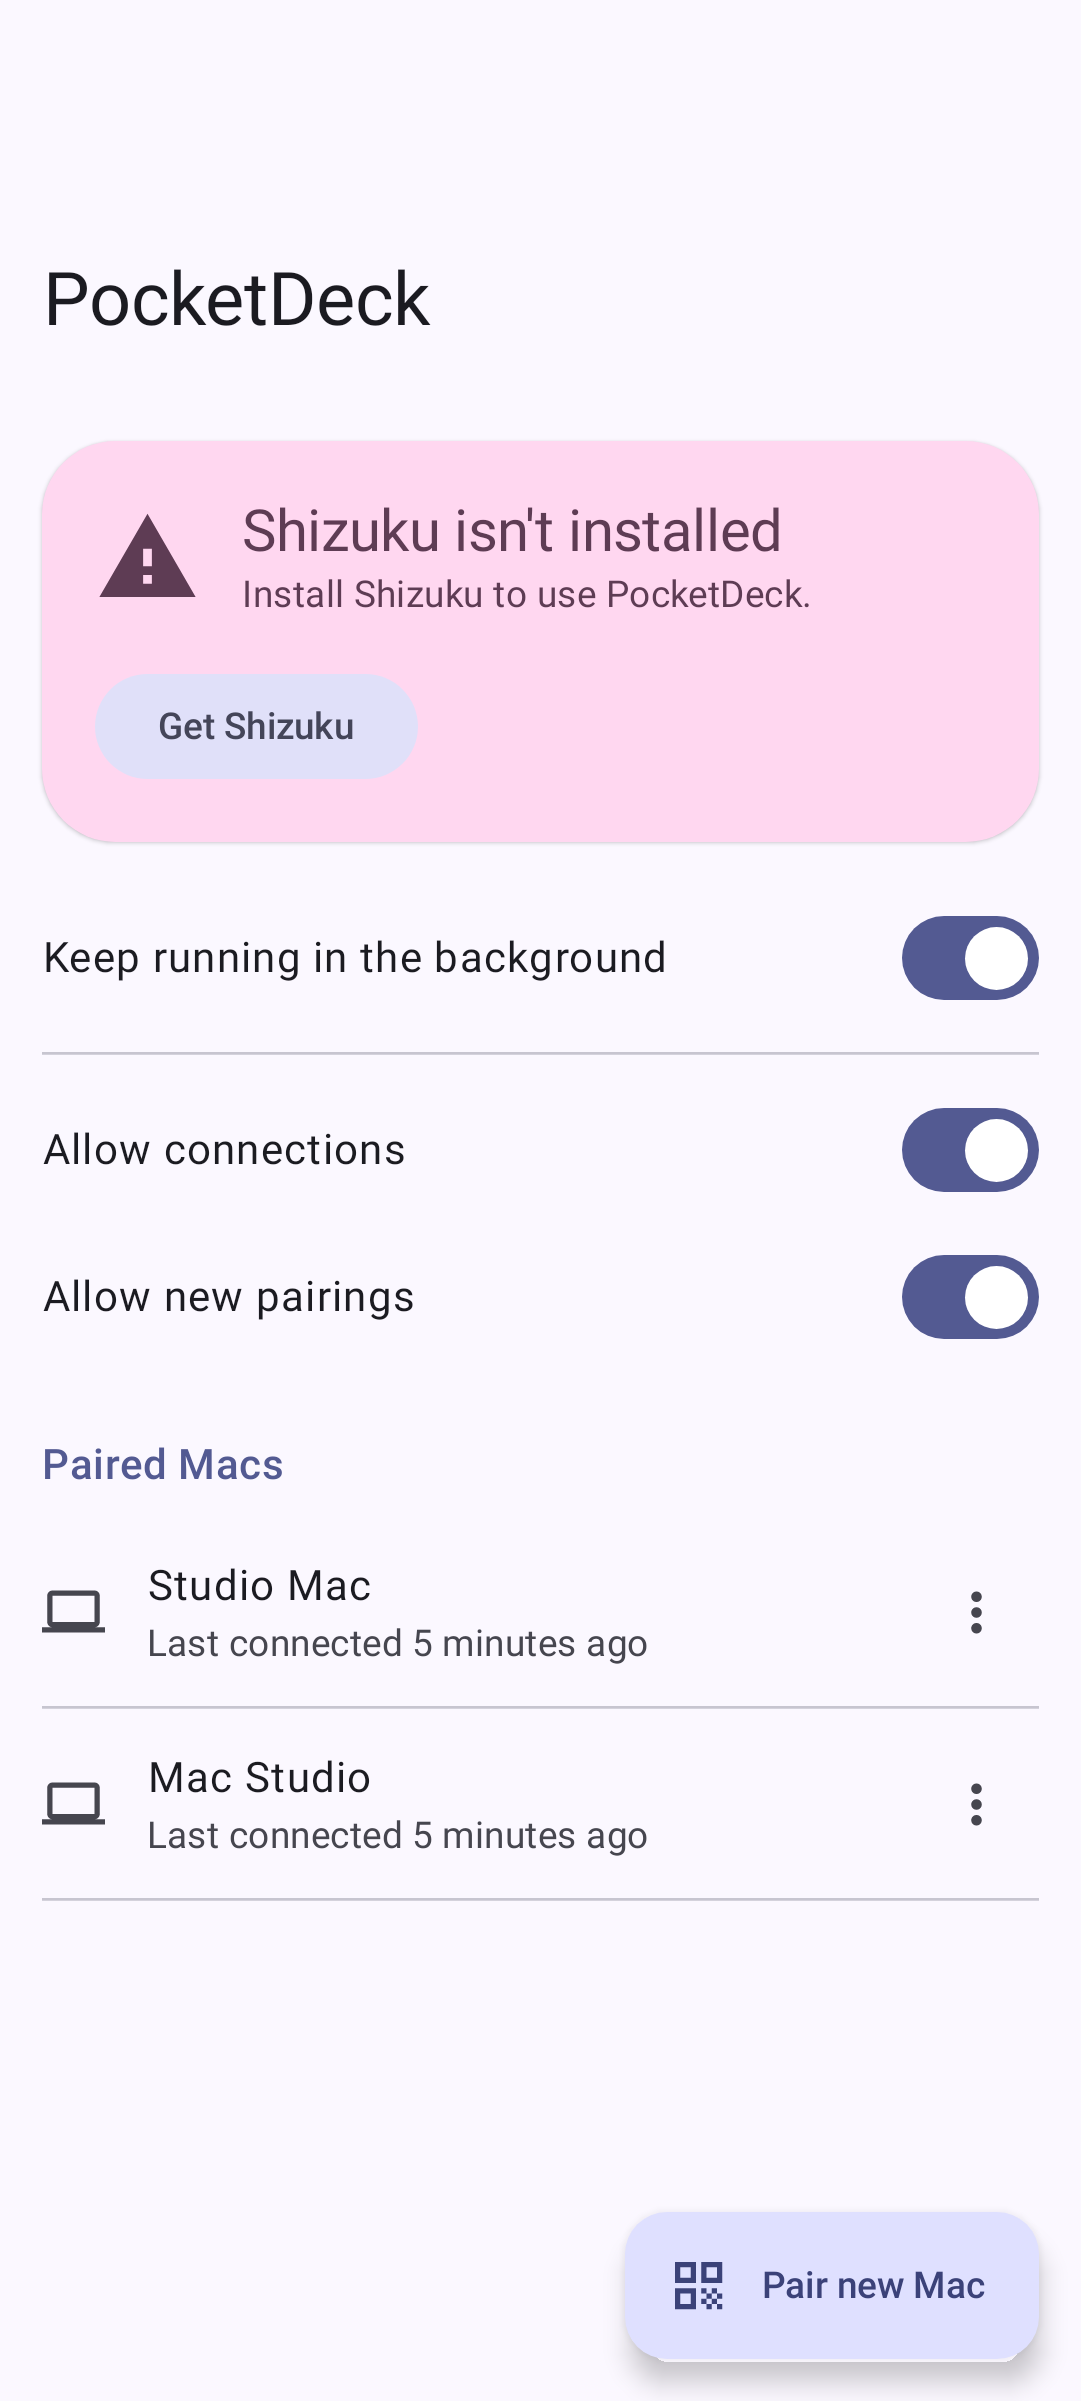 PocketDeck
Shizuku isn't installed
Install Shizuku to use PocketDeck.
Get Shizuku
Keep running in the background
Allow connections
Allow new pairings
Paired Macs
Studio Mac
Last connected 5 minutes ago
Mac Studio
Last connected 5 minutes ago
Pair new Mac